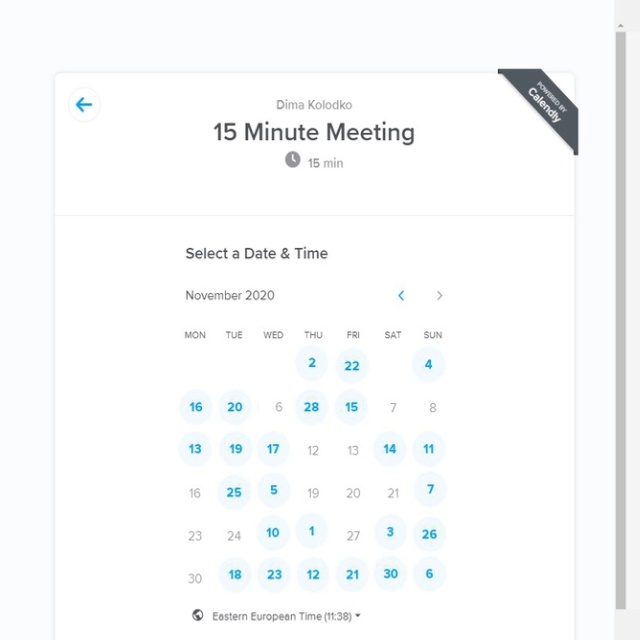 POWERED BY
Calendly
Dima Kolodko
15 Minute Meeting
15 min
Select a Date & Time
November 2020
MON TUE WED THU FRI SAT SUN
2 22 4
16 20 6 28 15 7 8
13 19 17 12 13 14 11
16 25 5 19 20 21 7
23 24 10 1 27 3 26
30 18 23 12 21 30 6
Eastern European Time (11:38)